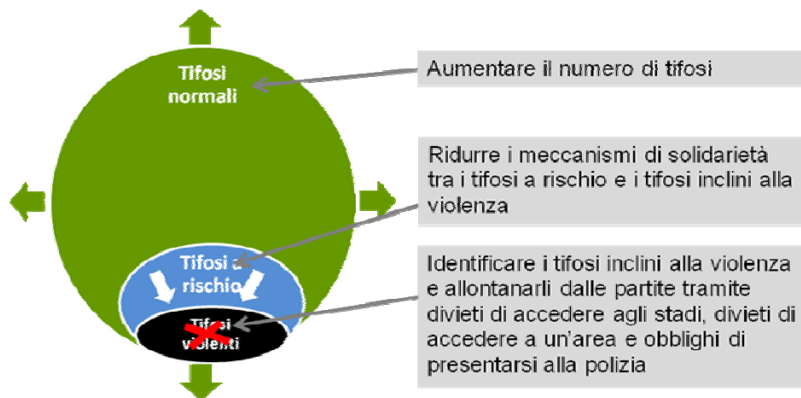 Tifosi
normali
Aumentare il numero di tifosi
Ridurre i meccanismi di solidarietà
tra i tifosi a rischio e i tifosi inclini alla
violenza
Tifosi a
rischio
Identificare i tifosi inclini alla violenza
e allontanarli dalle partite tramite
divieti di accedere agli stadi, divieti di
accedere a un'area e obblighi di
presentarsi alla polizia
Tifosi
violenti